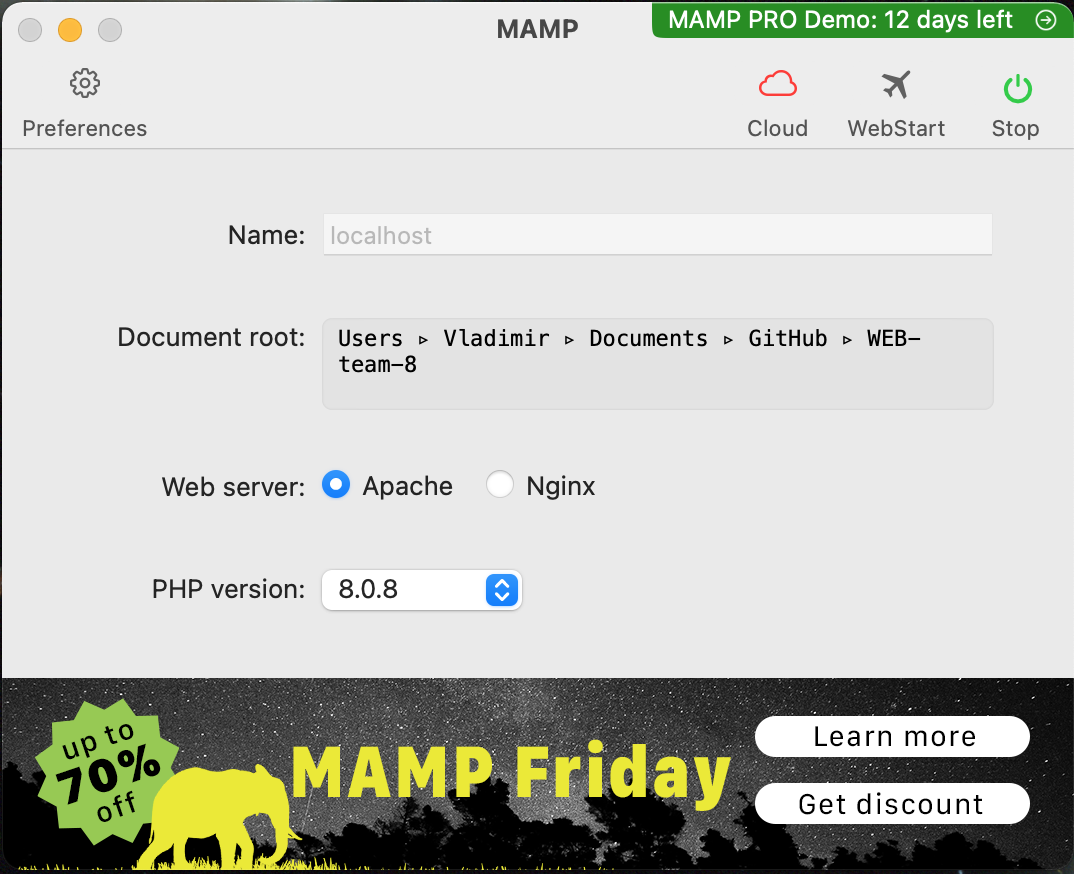 MAMP
MAMP PRO Demo: 12 days left
Preferences
Cloud
WebStart
Stop
Name: localhost
Document root: Users ▹ Vladimir ▹ Documents ▹ GitHub ▹ WEB-
team-8
Web server: Apache Nginx
PHP version: 8.0.8
up to
70%
off
MAMP Friday
Learn more
Get discount